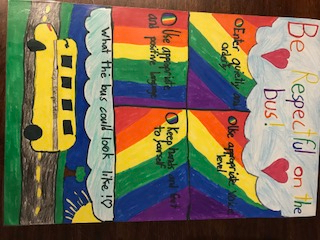 Be Respectful on the
bus!
Enter quietly and
orderly
Use appropriate voice
level
Use appropriate
and positive language
Keep hands and feet
to yourself
What the bus could look like!